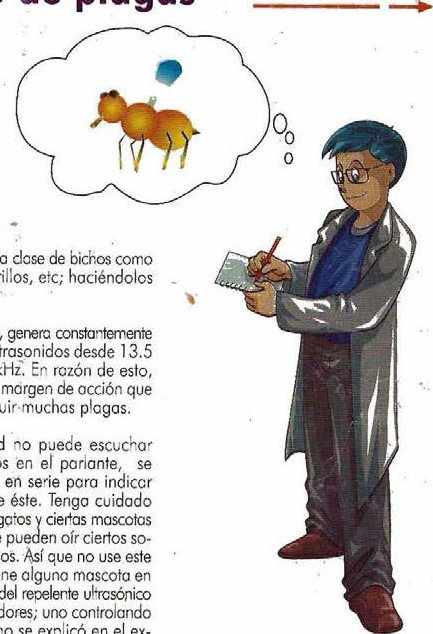 de plagas
a clase de bichos como
rillos, etc; haciéndolos
, genera constantemente
trasonidos desde 13.5
kHz. En razón de esto,
margen de acción que
uir muchas plagas.
d no puede escuchar
os en el parlante, se
en serie para indicar
e éste. Tenga cuidado
gatos y ciertas mascotas
e pueden oír ciertos so-
os. Así que no use este
ne alguna mascota en
del repelente ultrasónico
dores; uno controlando
mo se explicó en el ex-